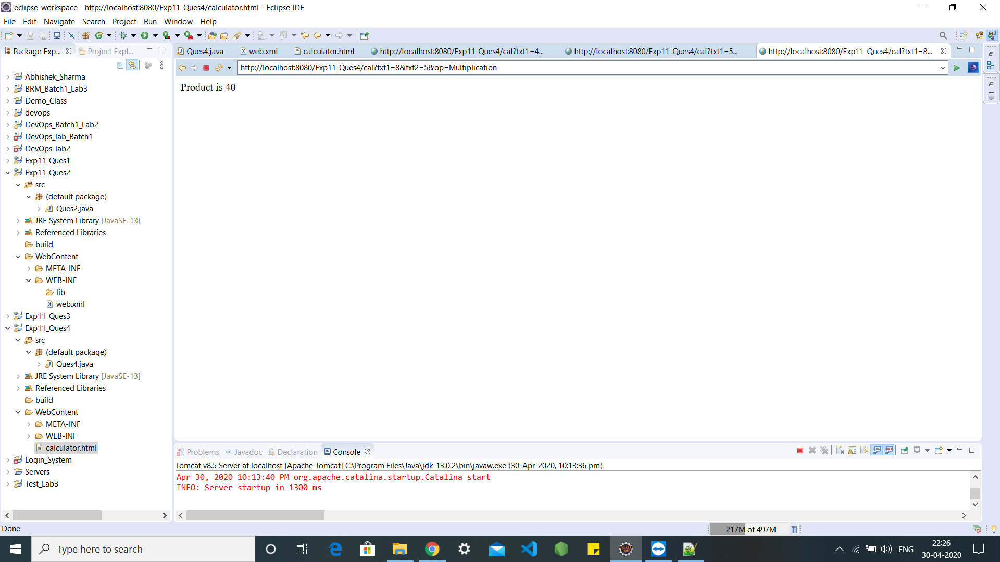 eclipse-workspace - http://localhost:8080/Exp11_Ques4/calculator.html - Eclipse IDE
File Edit Navigate Search Project Run Window Help
Package Exp... Project Expl...
Abhishek_Sharma
BRM_Batch1_Lab3
Demo_Class
devops
DevOps_Batch1_Lab2
DevOps_lab_Batch1
DevOps_lab2
Exp11_Ques1
Exp11_Ques2
src
(default package)
Ques2.java
JRE System Library [JavaSE-13]
Referenced Libraries
build
WebContent
META-INF
WEB-INF
lib
web.xml
Exp11_Ques3
Exp11_Ques4
src
(default package)
Ques4.java
JRE System Library [JavaSE-13]
Referenced Libraries
build
WebContent
META-INF
WEB-INF
calculator.html
Login_System
Servers
Test_Lab3
Ques4.java web.xml calculator.html http://localhost:8080/Exp11_Ques4/cal?txt1=4,... http://localhost:8080/Exp11_Ques4/cal?txt1=5,... http://localhost:8080/Exp11_Ques4/cal?txt1=8,...
http://localhost:8080/Exp11_Ques4/cal?txt1=8&txt2=5&op=Multiplication
Product is 40
Problems Javadoc Declaration Console
Tomcat v8.5 Server at localhost [Apache Tomcat] C:\Program Files\Java\jdk-13.0.2\bin\javaw.exe (30-Apr-2020, 10:13:36 pm)
Apr 30, 2020 10:13:40 PM org.apache.catalina.startup.Catalina start
INFO: Server startup in 1300 ms
Done
217M of 497M
Type here to search
ENG
22:26
30-04-2020